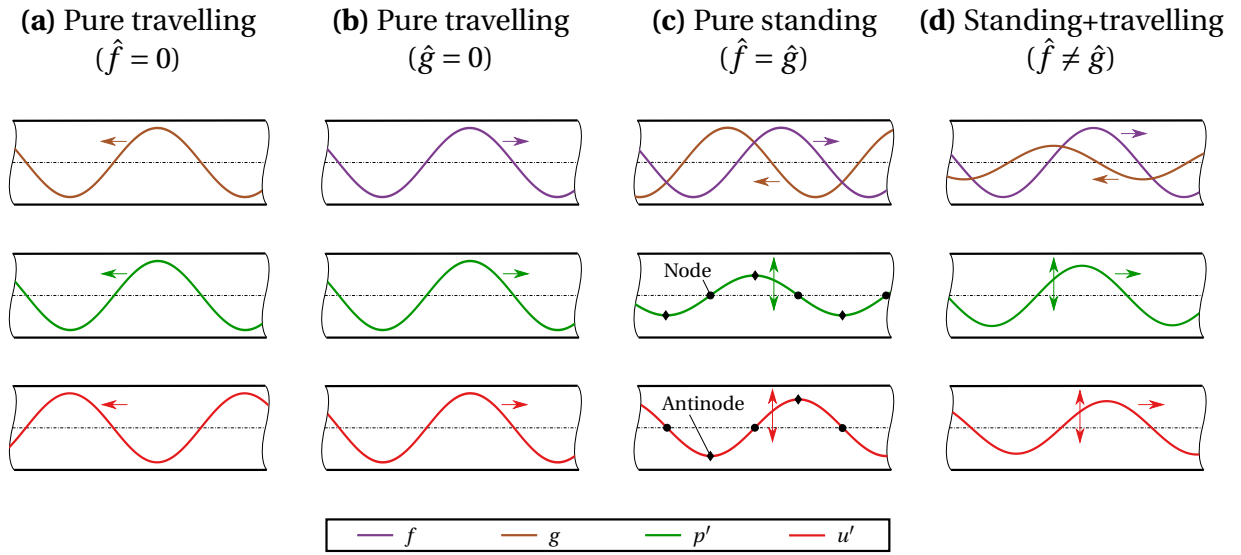 (a) Pure travelling
(f̂ = 0)
(b) Pure travelling
(ĝ = 0)
(c) Pure standing
(f̂ = ĝ)
(d) Standing+travelling
(f̂ ≠ ĝ)
Node
Antinode
f g p′ u′